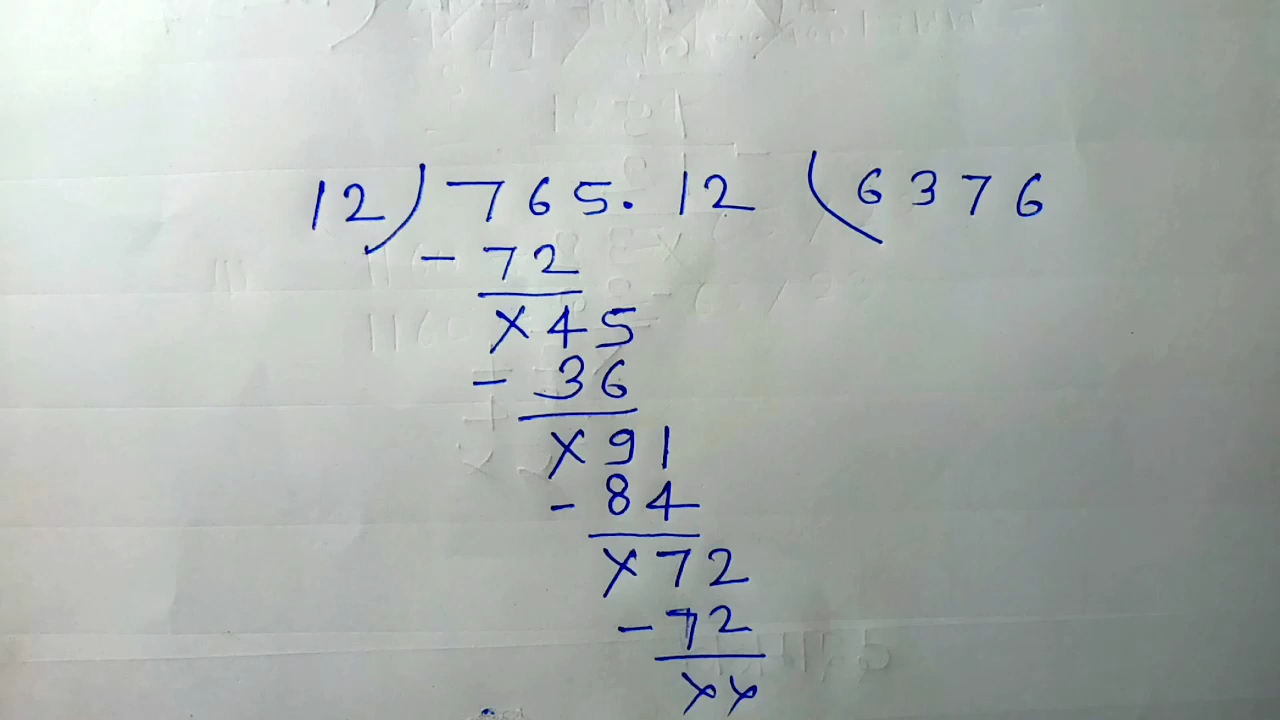 12) 765. 12 (6376
- 72
x45
- 36
x91
- 84
x72
- 72
xx